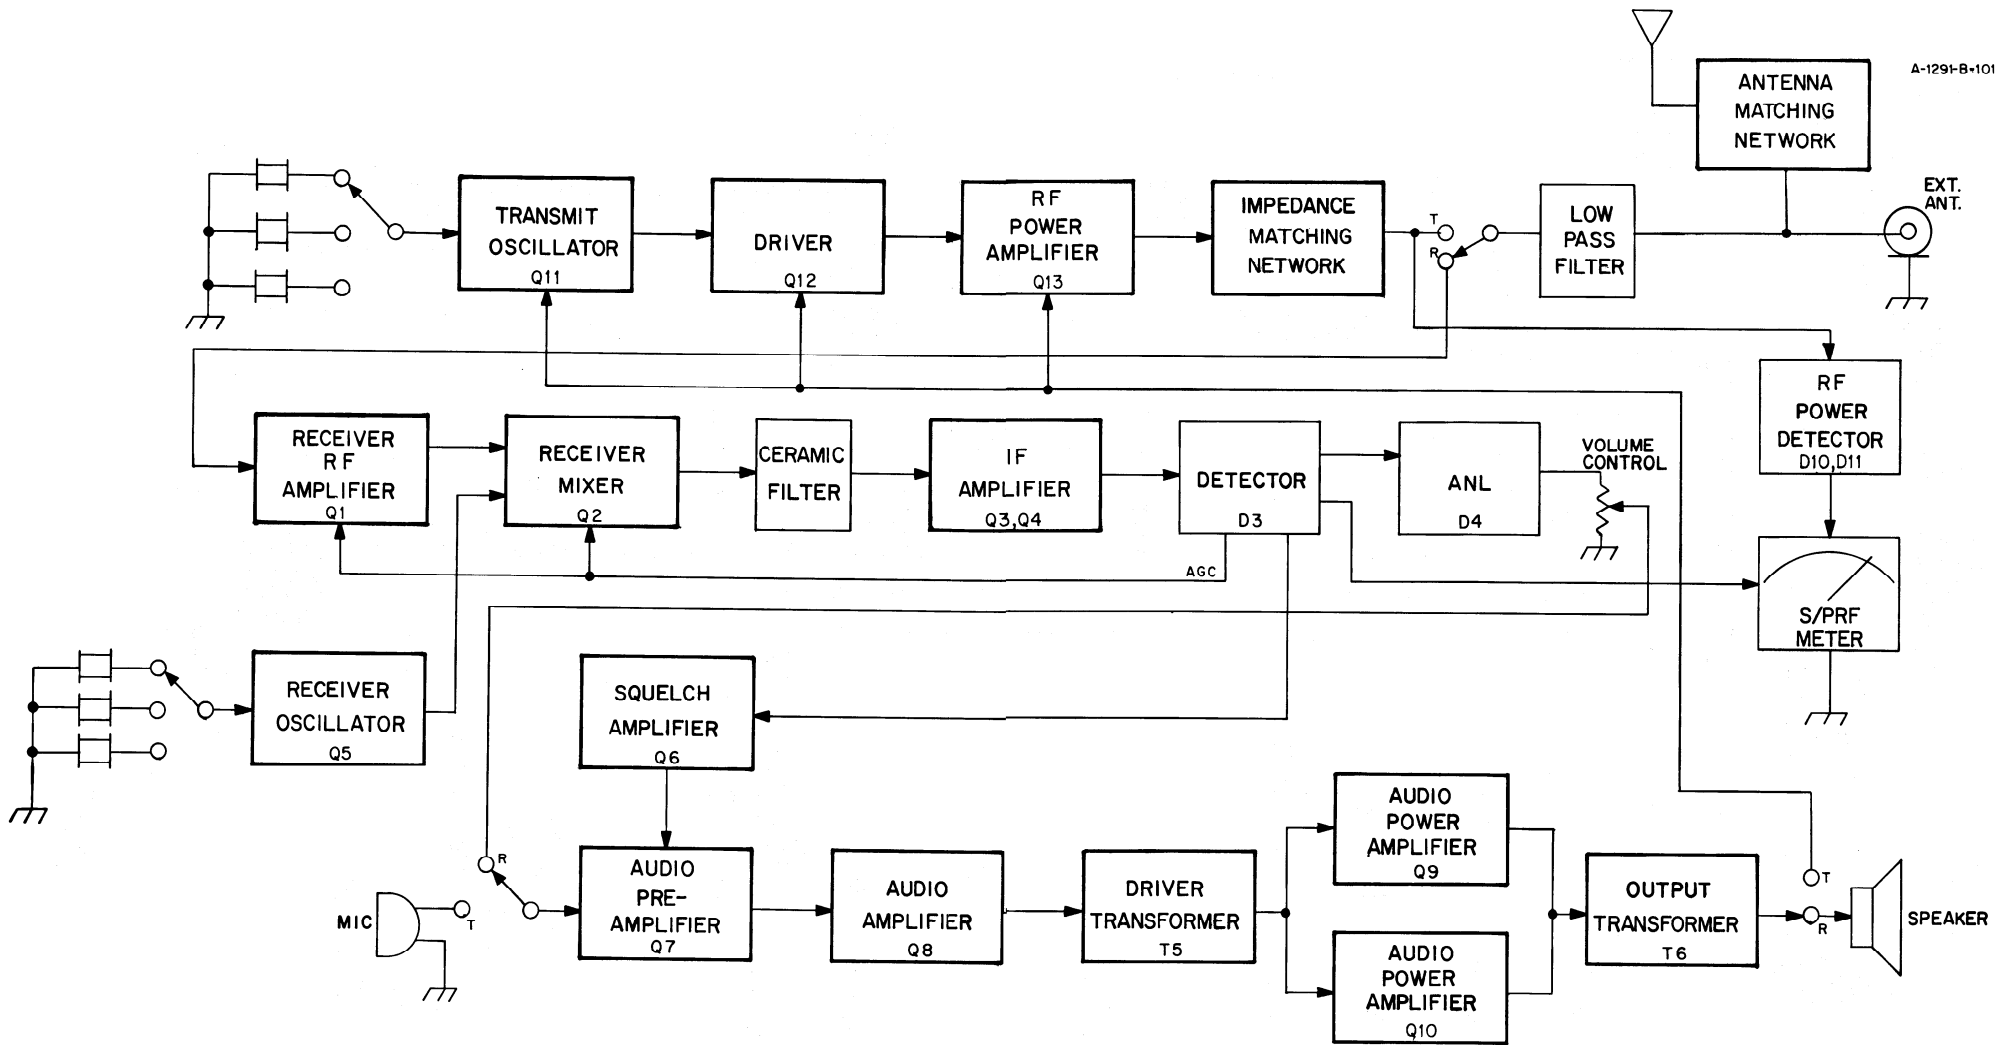 A-1291-B-101
ANTENNA
MATCHING
NETWORK
EXT.
ANT.
TRANSMIT
OSCILLATOR
Q11
DRIVER
Q12
RF
POWER
AMPLIFIER
Q13
IMPEDANCE
MATCHING
NETWORK
T
R
LOW
PASS
FILTER
RF
POWER
DETECTOR
D10,D11
RECEIVER
RF
AMPLIFIER
Q1
RECEIVER
MIXER
Q2
CERAMIC
FILTER
IF
AMPLIFIER
Q3,Q4
DETECTOR
D3
ANL
D4
VOLUME
CONTROL
AGC
S/PRF
METER
RECEIVER
OSCILLATOR
Q5
SQUELCH
AMPLIFIER
Q6
R
MIC
T
AUDIO
PRE-
AMPLIFIER
Q7
AUDIO
AMPLIFIER
Q8
DRIVER
TRANSFORMER
T5
AUDIO
POWER
AMPLIFIER
Q9
AUDIO
POWER
AMPLIFIER
Q10
OUTPUT
TRANSFORMER
T6
T
R
SPEAKER